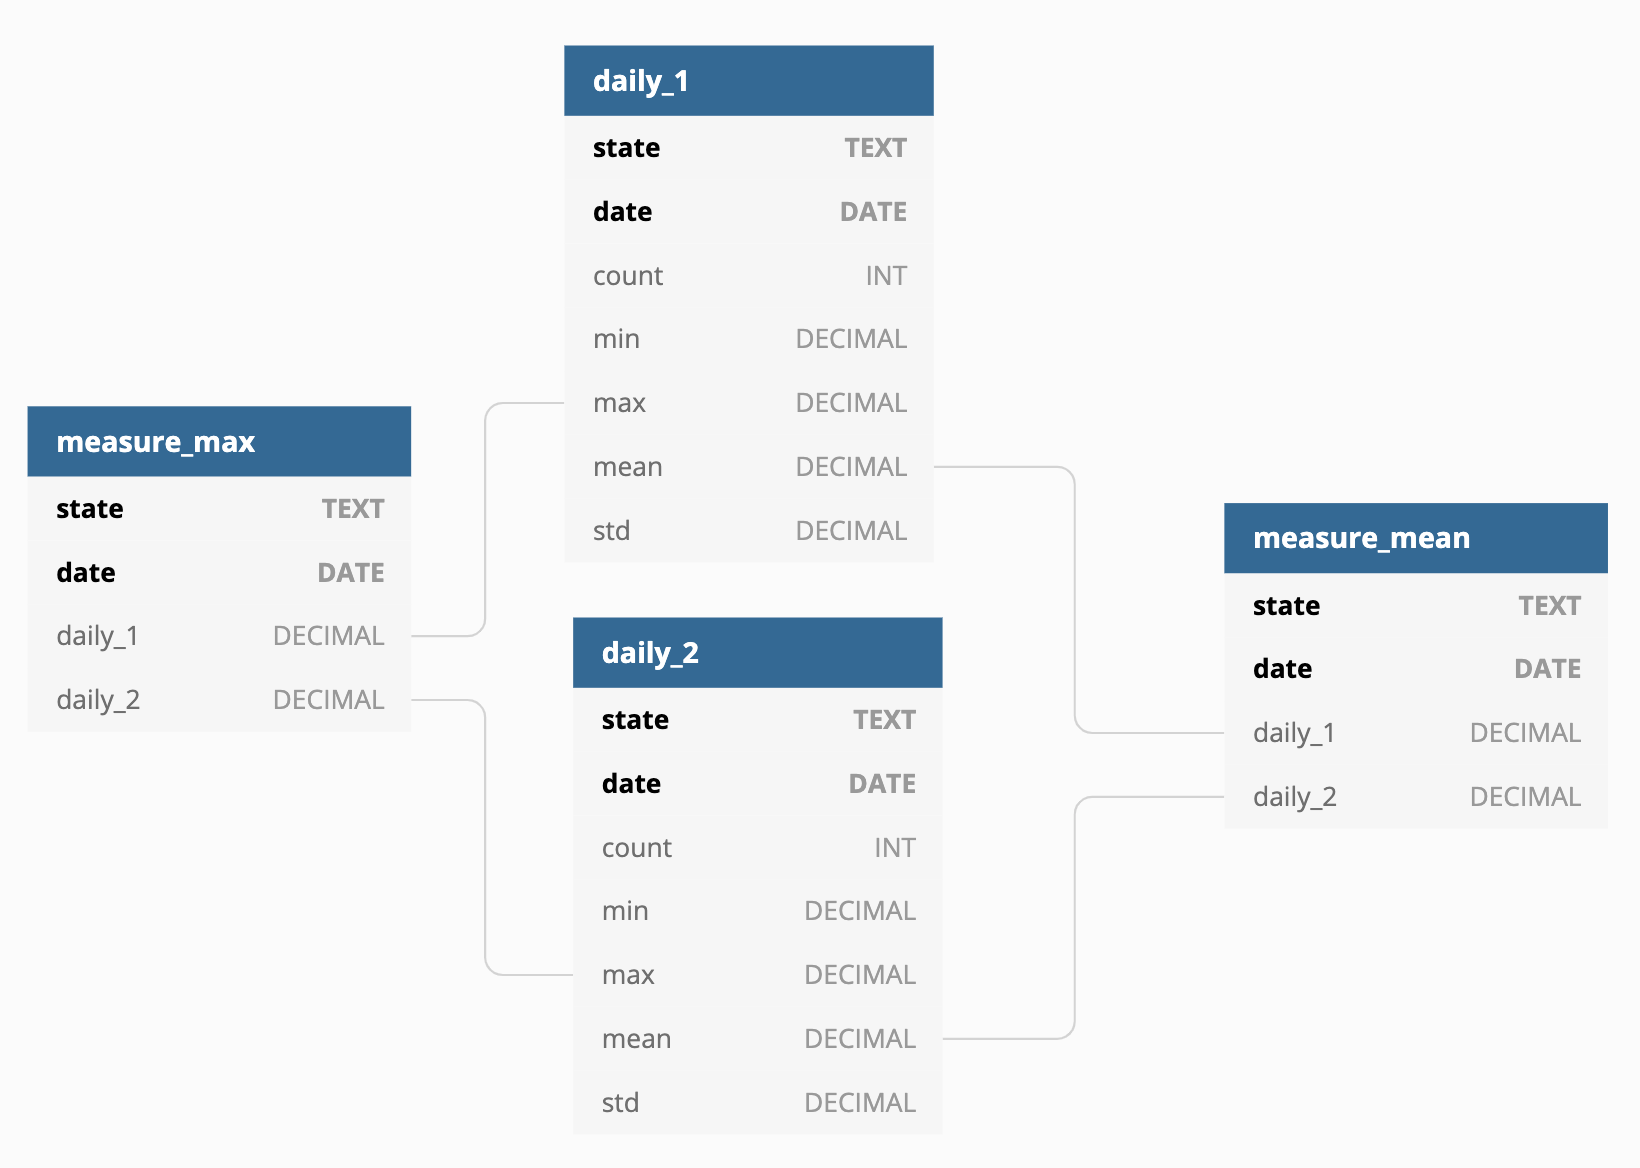 daily_1
state TEXT
date DATE
count INT
min DECIMAL
max DECIMAL
mean DECIMAL
std DECIMAL
measure_max
state TEXT
date DATE
daily_1 DECIMAL
daily_2 DECIMAL
daily_2
state TEXT
date DATE
count INT
min DECIMAL
max DECIMAL
mean DECIMAL
std DECIMAL
measure_mean
state TEXT
date DATE
daily_1 DECIMAL
daily_2 DECIMAL